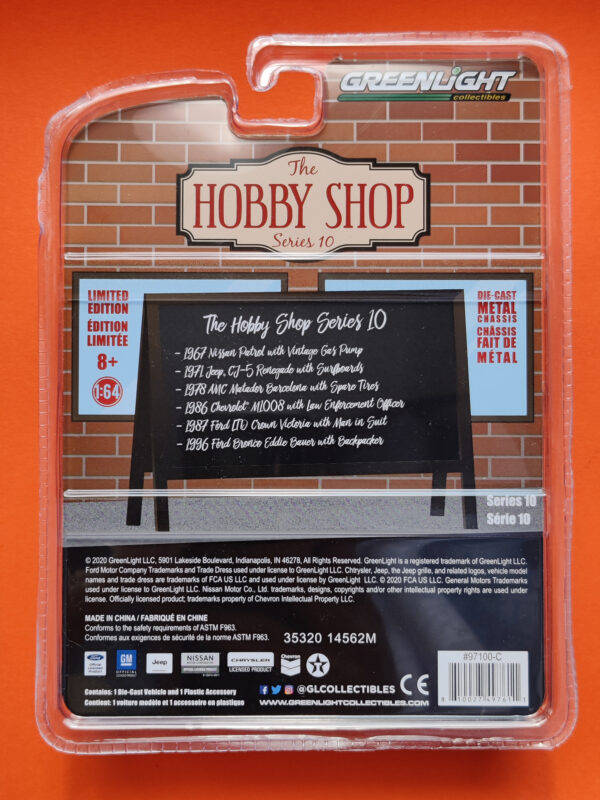 GREENLIGHT
collectibles
The
HOBBY SHOP
Series 10
LIMITED
EDITION
ÉDITION
LIMITÉE
8+
1:64
DIE-CAST
METAL
CHASSIS
CHÂSSIS
FAIT DE
MÉTAL
The Hobby Shop Series 10
- 1967 Nissan Patrol with Vintage Gas Pump
- 1971 Jeep CJ-5 Renegade with Surfboards
- 1978 AMC Matador Barcelona with Spare Tires
- 1986 Chevrolet M1008 with Law Enforcement Officer
- 1987 Ford LTD Crown Victoria with Man in Suit
- 1996 Ford Bronco Eddie Bauer with Backpacker
Series 10
Série 10
© 2020 GreenLight LLC, 5901 Lakeside Boulevard, Indianapolis, IN 46278, All Rights Reserved. GreenLight is a registered trademark of GreenLight LLC.
Ford Motor Company Trademarks and Trade Dress used under license to GreenLight LLC. Chrysler, Jeep, the Jeep grille, and related logos, vehicle model
names and trade dress are trademarks of FCA US LLC and used under license by GreenLight LLC. © 2020 FCA US LLC. General Motors Trademarks
used under license to GreenLight LLC. Nissan Motor Co., Ltd. trademarks, designs, copyrights and/or other intellectual property rights are used under
license. Officially licensed product; trademarks property of Chevron Intellectual Property LLC.
MADE IN CHINA / FABRIQUÉ EN CHINE
Conforms to the safety requirements of ASTM F963.
Conformes aux exigences de sécurité de la norme ASTM F963.
35320 14562M
#97100-C
Ford
GM
Jeep
NISSAN
CHRYSLER
LICENSED PRODUCT
Chevron
Contains: 1 Die-Cast Vehicle and 1 Plastic Accessory
Contient: 1 voiture modèle et 1 accessoire en plastique
@GLCOLLECTIBLES
WWW.GREENLIGHTCOLLECTIBLES.COM
CE
8 10027 49761 1